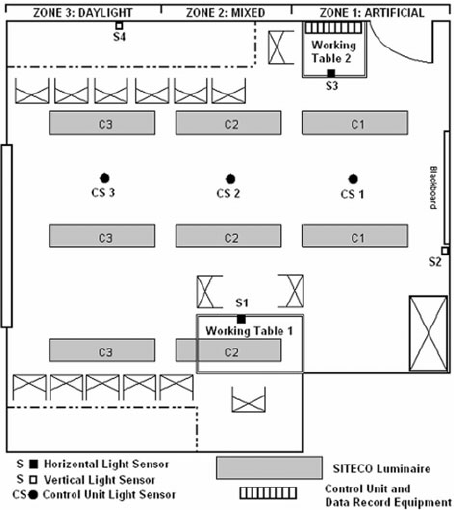 ZONE 3: DAYLIGHT ZONE 2: MIXED ZONE 1: ARTIFICIAL
S4
Working
Table 2
S3
C3 C2 C1
CS 3 CS 2 CS 1
Blackboard
C3 C2 C1
S2
S1
Working Table 1
C3 C2
S Horizontal Light Sensor
S Vertical Light Sensor
CS Control Unit Light Sensor
SITECO Luminaire
Control Unit and
Data Record Equipment